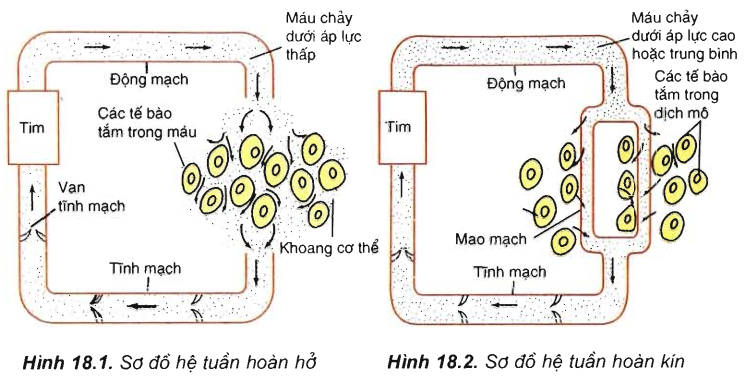 Máu chảy
dưới áp lực
thấp
Động mạch
Tim
Các tế bào
tắm trong máu
Vạn
tĩnh mạch
Khoang cơ thể
Tĩnh mạch
Hình 18.1. Sơ đồ hệ tuần hoàn hở
Máu chảy
dưới áp lực cao
hoặc trung bình
Động mạch
Các tế bào
tắm trong
dịch mô
Tim
Mao mạch
Tĩnh mạch
Hình 18.2. Sơ đồ hệ tuần hoàn kín